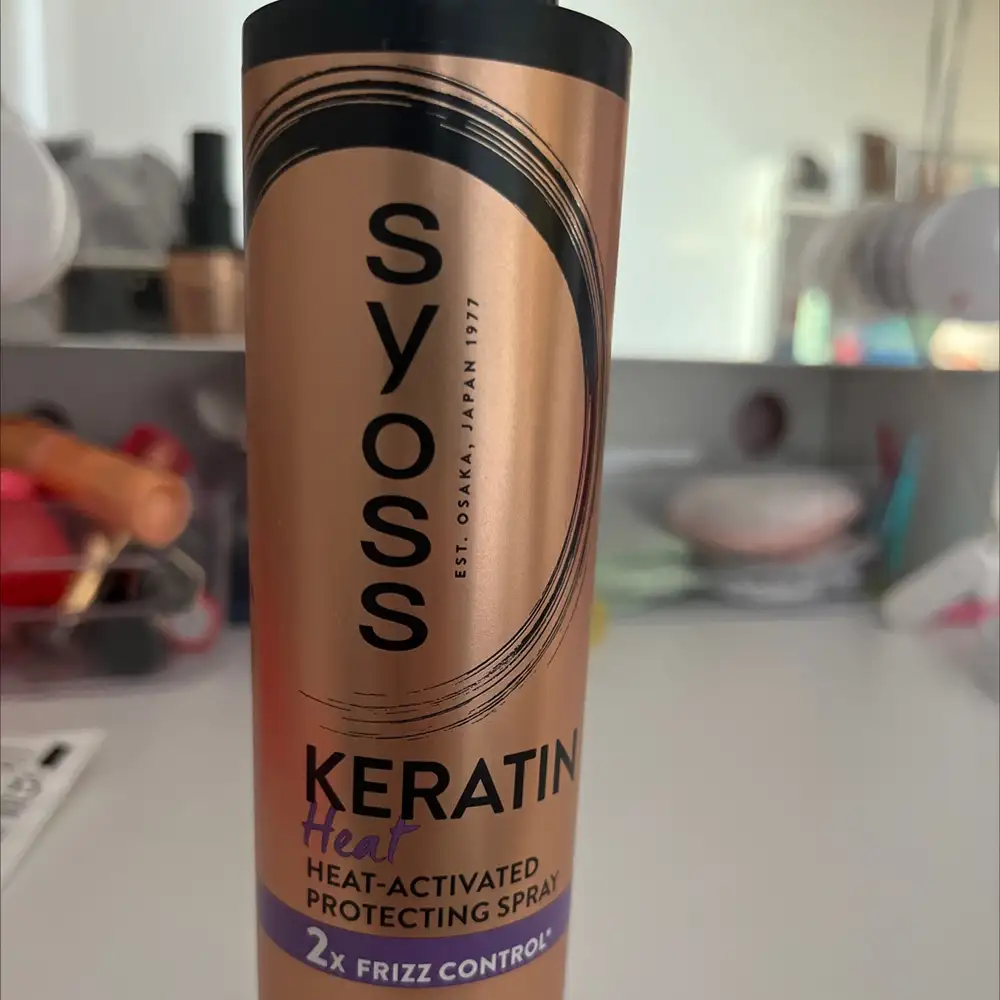 syoss
EST. OSAKA, JAPAN 1977
KERATIN
Heat
HEAT-ACTIVATED
PROTECTING SPRAY
2x FRIZZ CONTROL*